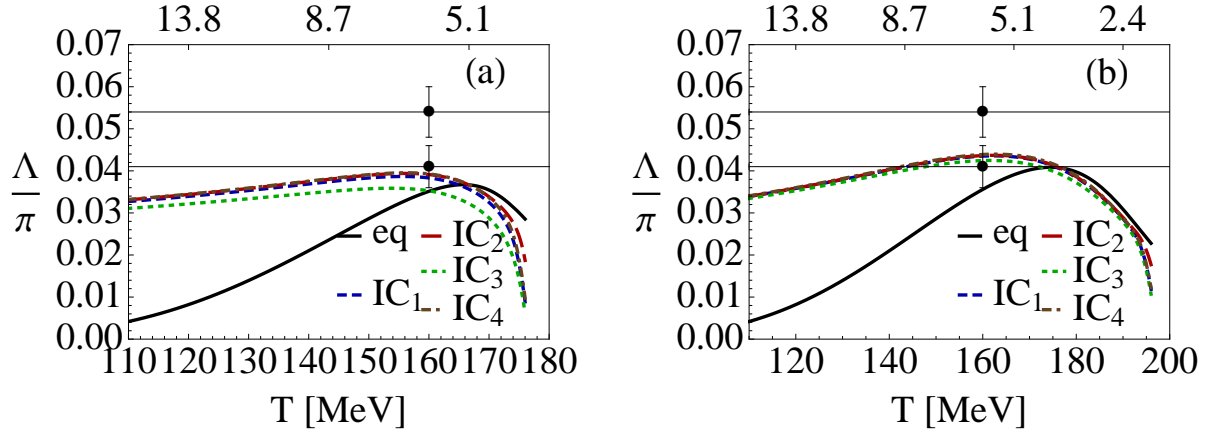 13.8 8.7 5.1
(a)
0.07
0.06
0.05
0.04
0.03
0.02
0.01
0.00
Λ
π
eq IC2
IC3
IC1 IC4
110 120 130 140 150 160 170 180
T [MeV]
13.8 8.7 5.1 2.4
(b)
0.07
0.06
0.05
0.04
0.03
0.02
0.01
0.00
Λ
π
eq IC2
IC3
IC1 IC4
120 140 160 180 200
T [MeV]